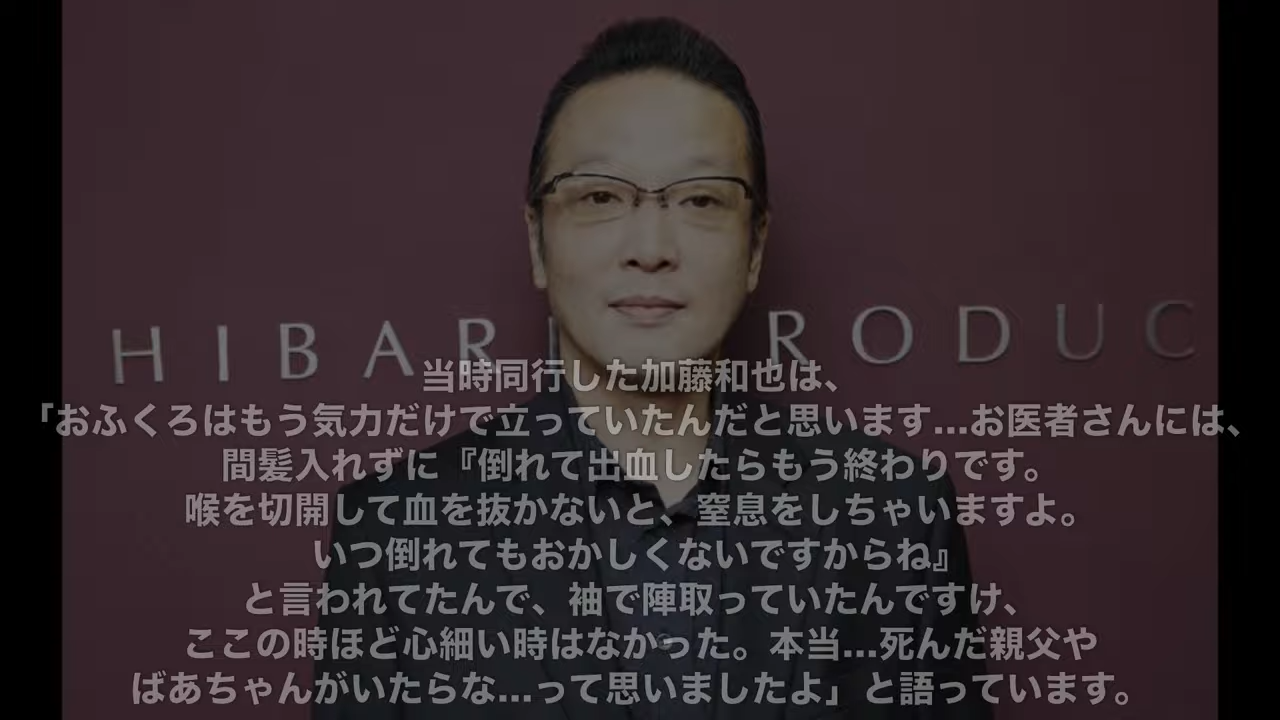 HIBARI PRODUC
当時同行した加藤和也は、
「おふくろはもう気力だけで立っていたんだと思います...お医者さんには、
間髪入れずに『倒れて出血したらもう終わりです。
喉を切開して血を抜かないと、窒息をしちゃいますよ。
いつ倒れてもおかしくないですからね』
と言われてたんで、袖で陣取っていたんですけ、
ここの時ほど心細い時はなかった。本当...死んだ親父や
ばあちゃんがいたらな...って思いましたよ」と語っています。